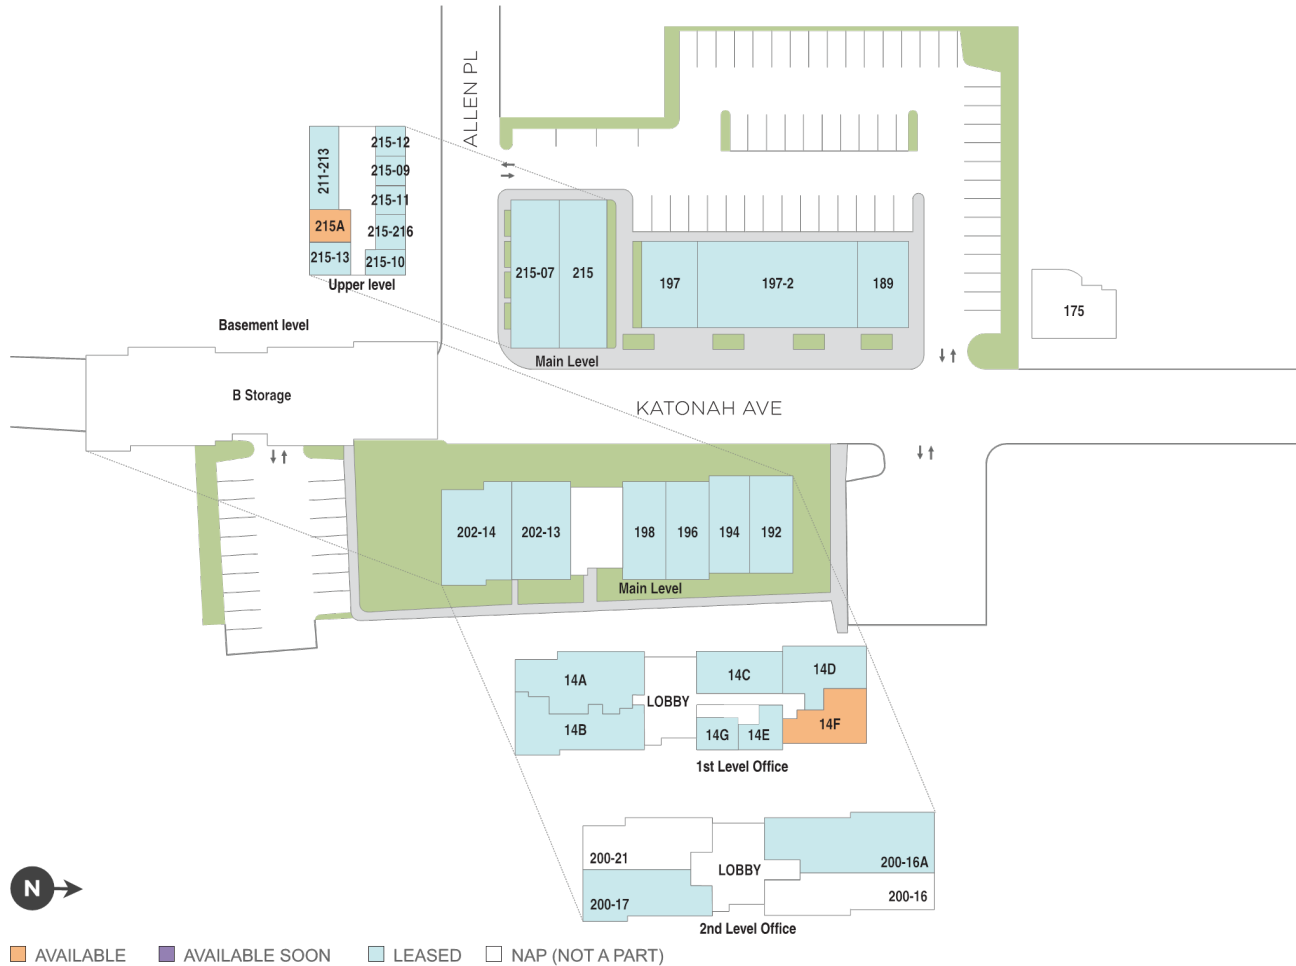 ALLEN PL
211-213
215-12
215-09
215-11
215A
215-216
215-13
215-10
Upper level
215-07
215
197
197-2
189
175
Main Level
Basement level
B Storage
KATONAH AVE
202-14
202-13
198
196
194
192
Main Level
14A
LOBBY
14C
14D
14B
14G
14E
14F
1st Level Office
200-21
LOBBY
200-16A
200-17
200-16
2nd Level Office
N
AVAILABLE
AVAILABLE SOON
LEASED
NAP (NOT A PART)